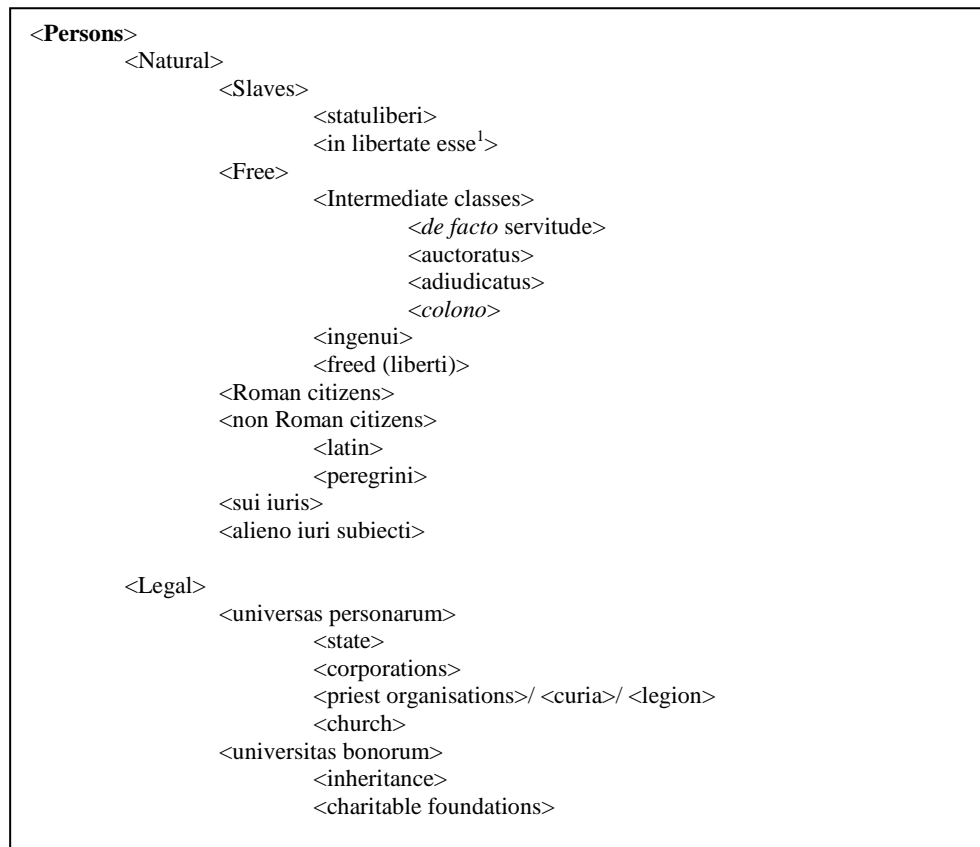 <Persons>
<Natural>
<Slaves>
<statuliberi>
<in libertate esse1>
<Free>
<Intermediate classes>
<de facto servitude>
<auctoratus>
<adiudicatus>
<colono>
<ingenui>
<freed (liberti)>
<Roman citizens>
<non Roman citizens>
<latin>
<peregrini>
<sui iuris>
<alieno iuri subiecti>
<Legal>
<universas personarum>
<state>
<corporations>
<priest organisations>/ <curia>/ <legion>
<church>
<universitas bonorum>
<inheritance>
<charitable foundations>